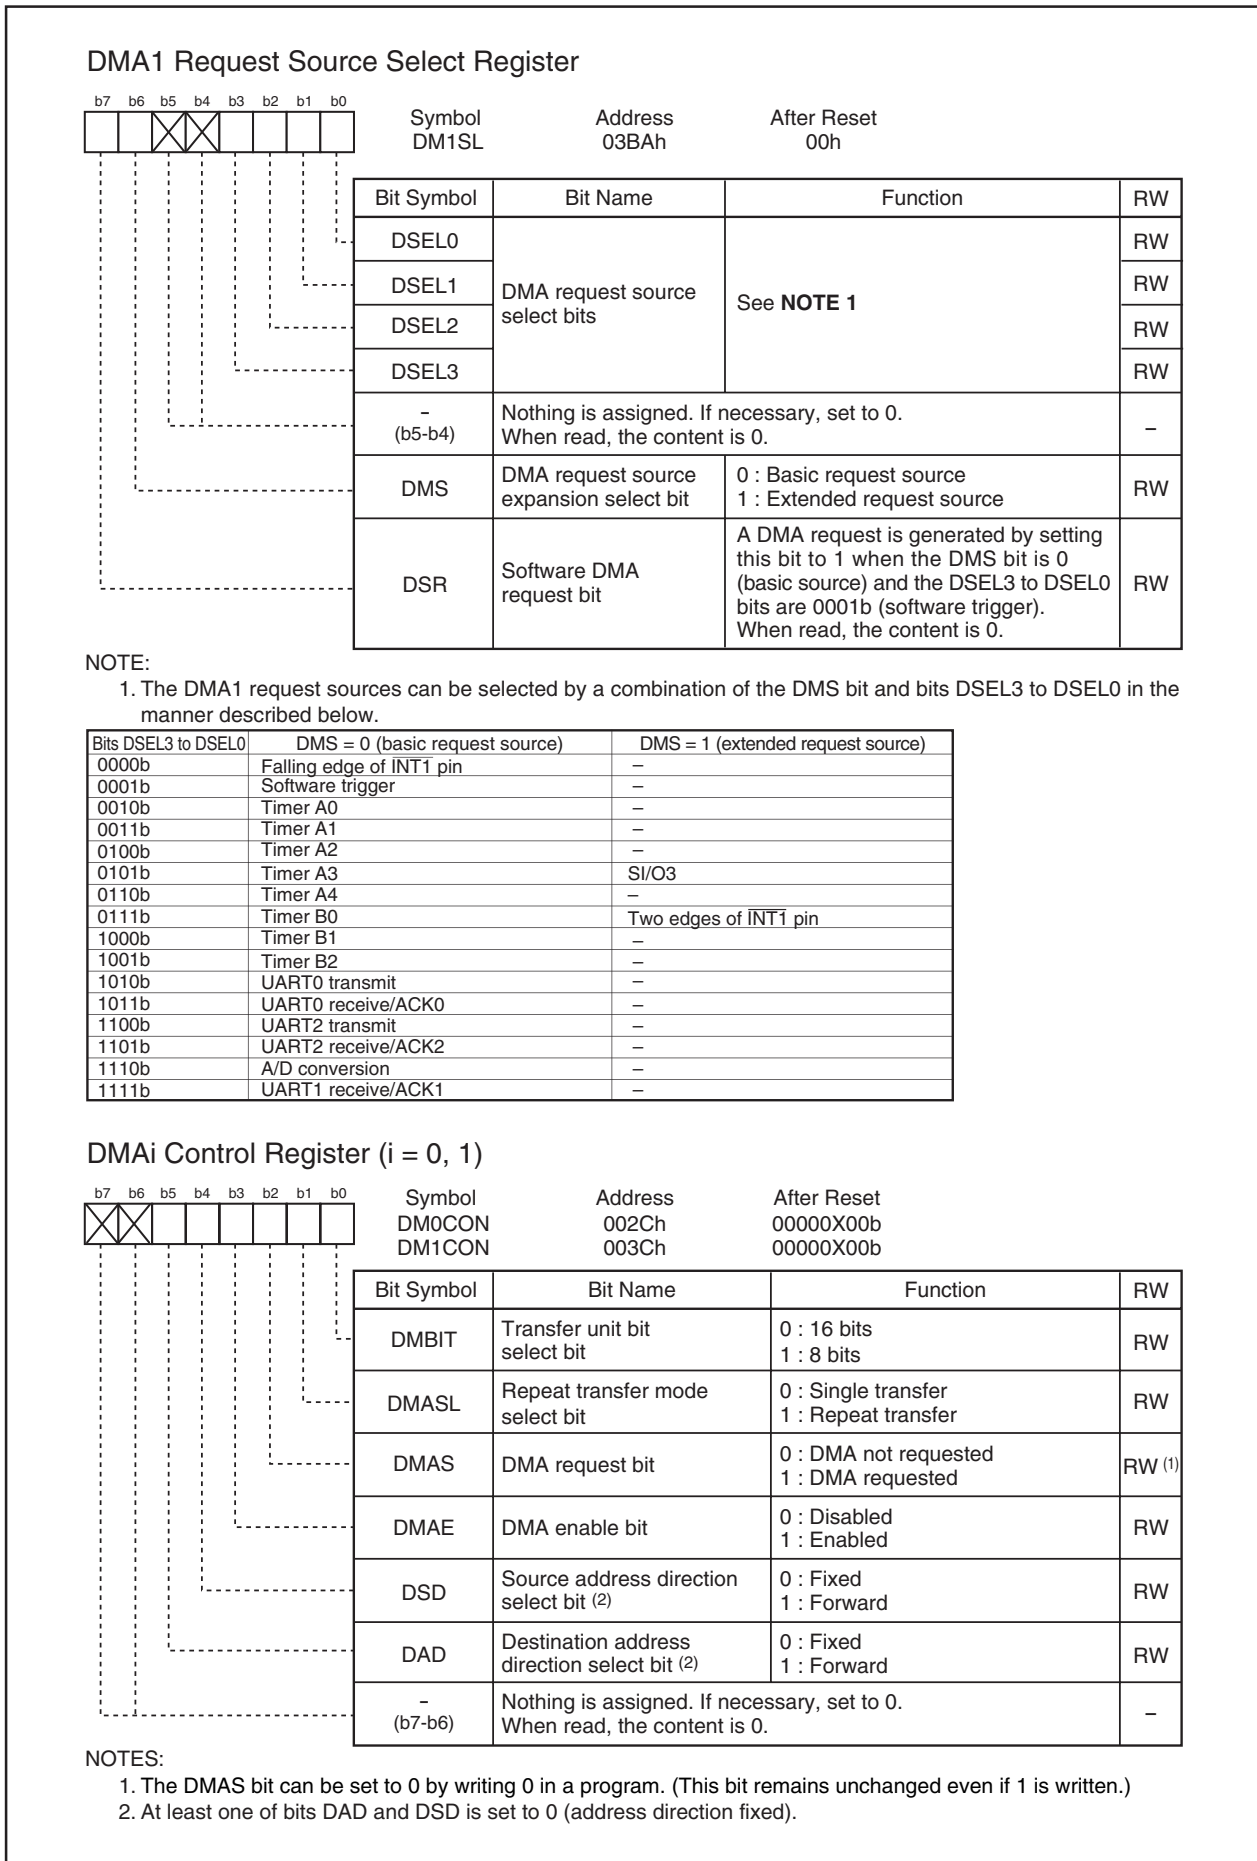 DMA1 Request Source Select Register
b7 b6 b5 b4 b3 b2 b1 b0
Symbol Address After Reset
DM1SL 03BAh 00h
Bit Symbol Bit Name Function RW
DSEL0 RW
DSEL1 RW
DMA request source
select bits
See NOTE 1
DSEL2 RW
DSEL3 RW
–
(b5-b4)
Nothing is assigned. If necessary, set to 0.
When read, the content is 0.
–
DMS
DMA request source
expansion select bit
0 : Basic request source
1 : Extended request source
RW
DSR
Software DMA
request bit
A DMA request is generated by setting
this bit to 1 when the DMS bit is 0
(basic source) and the DSEL3 to DSEL0
bits are 0001b (software trigger).
When read, the content is 0.
RW
NOTE:
1. The DMA1 request sources can be selected by a combination of the DMS bit and bits DSEL3 to DSEL0 in the
manner described below.
Bits DSEL3 to DSEL0 DMS = 0 (basic request source) DMS = 1 (extended request source)
0000b Falling edge of INT1 pin –
0001b Software trigger –
0010b Timer A0 –
0011b Timer A1 –
0100b Timer A2 –
0101b Timer A3 SI/O3
0110b Timer A4 –
0111b Timer B0 Two edges of INT1 pin
1000b Timer B1 –
1001b Timer B2 –
1010b UART0 transmit –
1011b UART0 receive/ACK0 –
1100b UART2 transmit –
1101b UART2 receive/ACK2 –
1110b A/D conversion –
1111b UART1 receive/ACK1 –
DMAi Control Register (i = 0, 1)
b7 b6 b5 b4 b3 b2 b1 b0
Symbol Address After Reset
DM0CON 002Ch 00000X00b
DM1CON 003Ch 00000X00b
Bit Symbol Bit Name Function RW
DMBIT
Transfer unit bit
select bit
0 : 16 bits
1 : 8 bits
RW
DMASL
Repeat transfer mode
select bit
0 : Single transfer
1 : Repeat transfer
RW
DMAS
DMA request bit
0 : DMA not requested
1 : DMA requested
RW (1)
DMAE
DMA enable bit
0 : Disabled
1 : Enabled
RW
DSD
Source address direction
select bit (2)
0 : Fixed
1 : Forward
RW
DAD
Destination address
direction select bit (2)
0 : Fixed
1 : Forward
RW
–
(b7-b6)
Nothing is assigned. If necessary, set to 0.
When read, the content is 0.
–
NOTES:
1. The DMAS bit can be set to 0 by writing 0 in a program. (This bit remains unchanged even if 1 is written.)
2. At least one of bits DAD and DSD is set to 0 (address direction fixed).